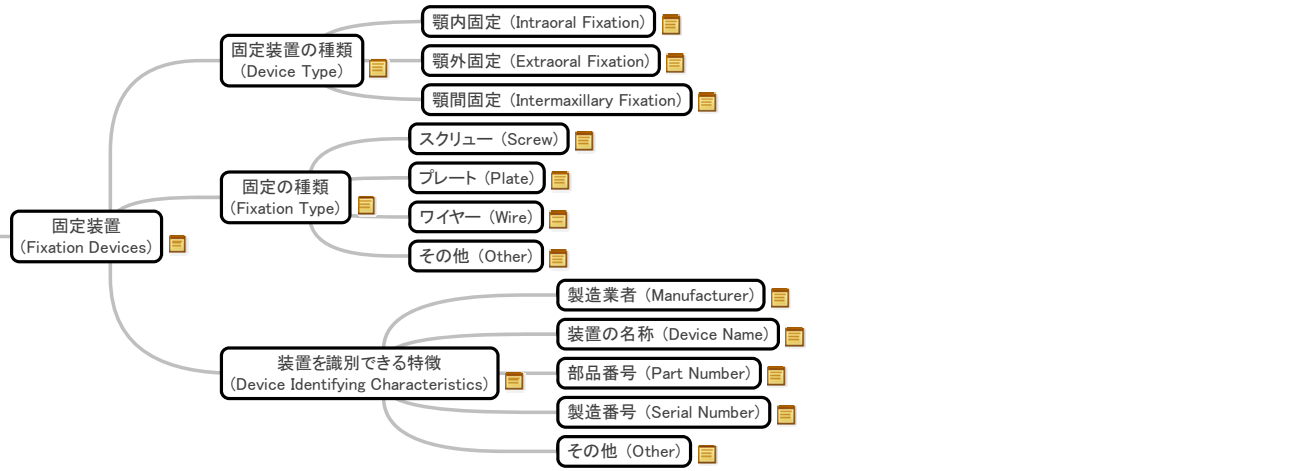 固定装置
(Fixation Devices)
固定装置の種類
(Device Type)
顎内固定 (Intraoral Fixation)
顎外固定 (Extraoral Fixation)
顎間固定 (Intermaxillary Fixation)
固定の種類
(Fixation Type)
スクリュー (Screw)
プレート (Plate)
ワイヤー (Wire)
その他 (Other)
装置を識別できる特徴
(Device Identifying Characteristics)
製造業者 (Manufacturer)
装置の名称 (Device Name)
部品番号 (Part Number)
製造番号 (Serial Number)
その他 (Other)